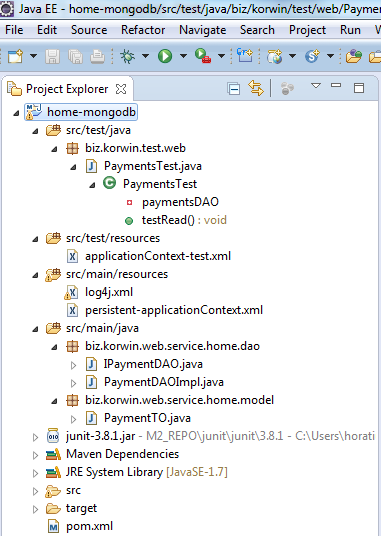 Java EE - home-mongodb/src/test/java/biz/korwin/test/web/Paym
File Edit Source Refactor Navigate Search Project Run W
Project Explorer
home-mongodb
src/test/java
biz.korwin.test.web
PaymentsTest.java
PaymentsTest
paymentsDAO
testRead() : void
src/test/resources
applicationContext-test.xml
src/main/resources
log4j.xml
persistent-applicationContext.xml
src/main/java
biz.korwin.web.service.home.dao
IPaymentDAO.java
PaymentDAOImpl.java
biz.korwin.web.service.home.model
PaymentTO.java
junit-3.8.1.jar - M2_REPO\junit\junit\3.8.1 - C:\Users\horati
Maven Dependencies
JRE System Library [JavaSE-1.7]
src
target
pom.xml